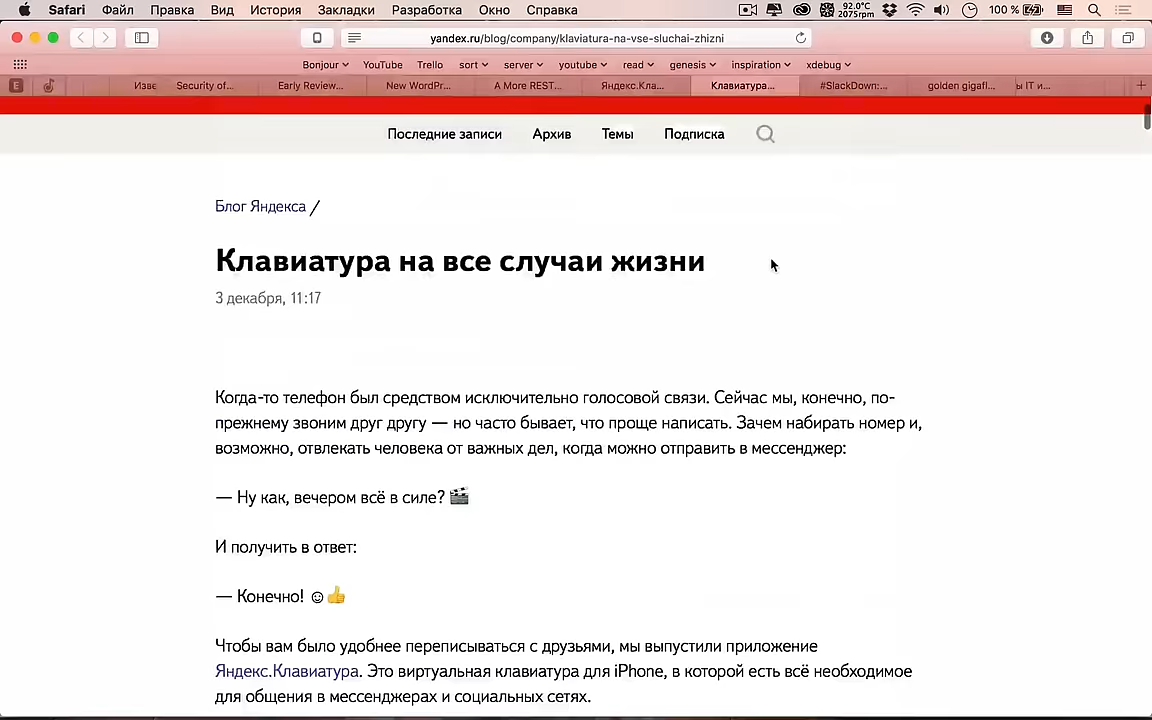 Safari Файл Правка Вид История Закладки Разработка Окно Справка 92.0°C 2075rpm 100 %
yandex.ru/blog/company/klaviatura-na-vse-sluchai-zhizni
Bonjour YouTube Trello sort server youtube read genesis inspiration xdebug
E Изве Security of... Early Review... New WordPr... A More REST... Яндекс.Кла... Клавиатура... #SlackDown:... golden gigafl... ы IT и...
Последние записи Архив Темы Подписка
Блог Яндекса /
Клавиатура на все случаи жизни
3 декабря, 11:17
Когда-то телефон был средством исключительно голосовой связи. Сейчас мы, конечно, по-
прежнему звоним друг другу — но часто бывает, что проще написать. Зачем набирать номер и,
возможно, отвлекать человека от важных дел, когда можно отправить в мессенджер:
— Ну как, вечером всё в силе? 🎬
И получить в ответ:
— Конечно! ☺👍
Чтобы вам было удобнее переписываться с друзьями, мы выпустили приложение
Яндекс.Клавиатура. Это виртуальная клавиатура для iPhone, в которой есть всё необходимое
для общения в мессенджерах и социальных сетях.